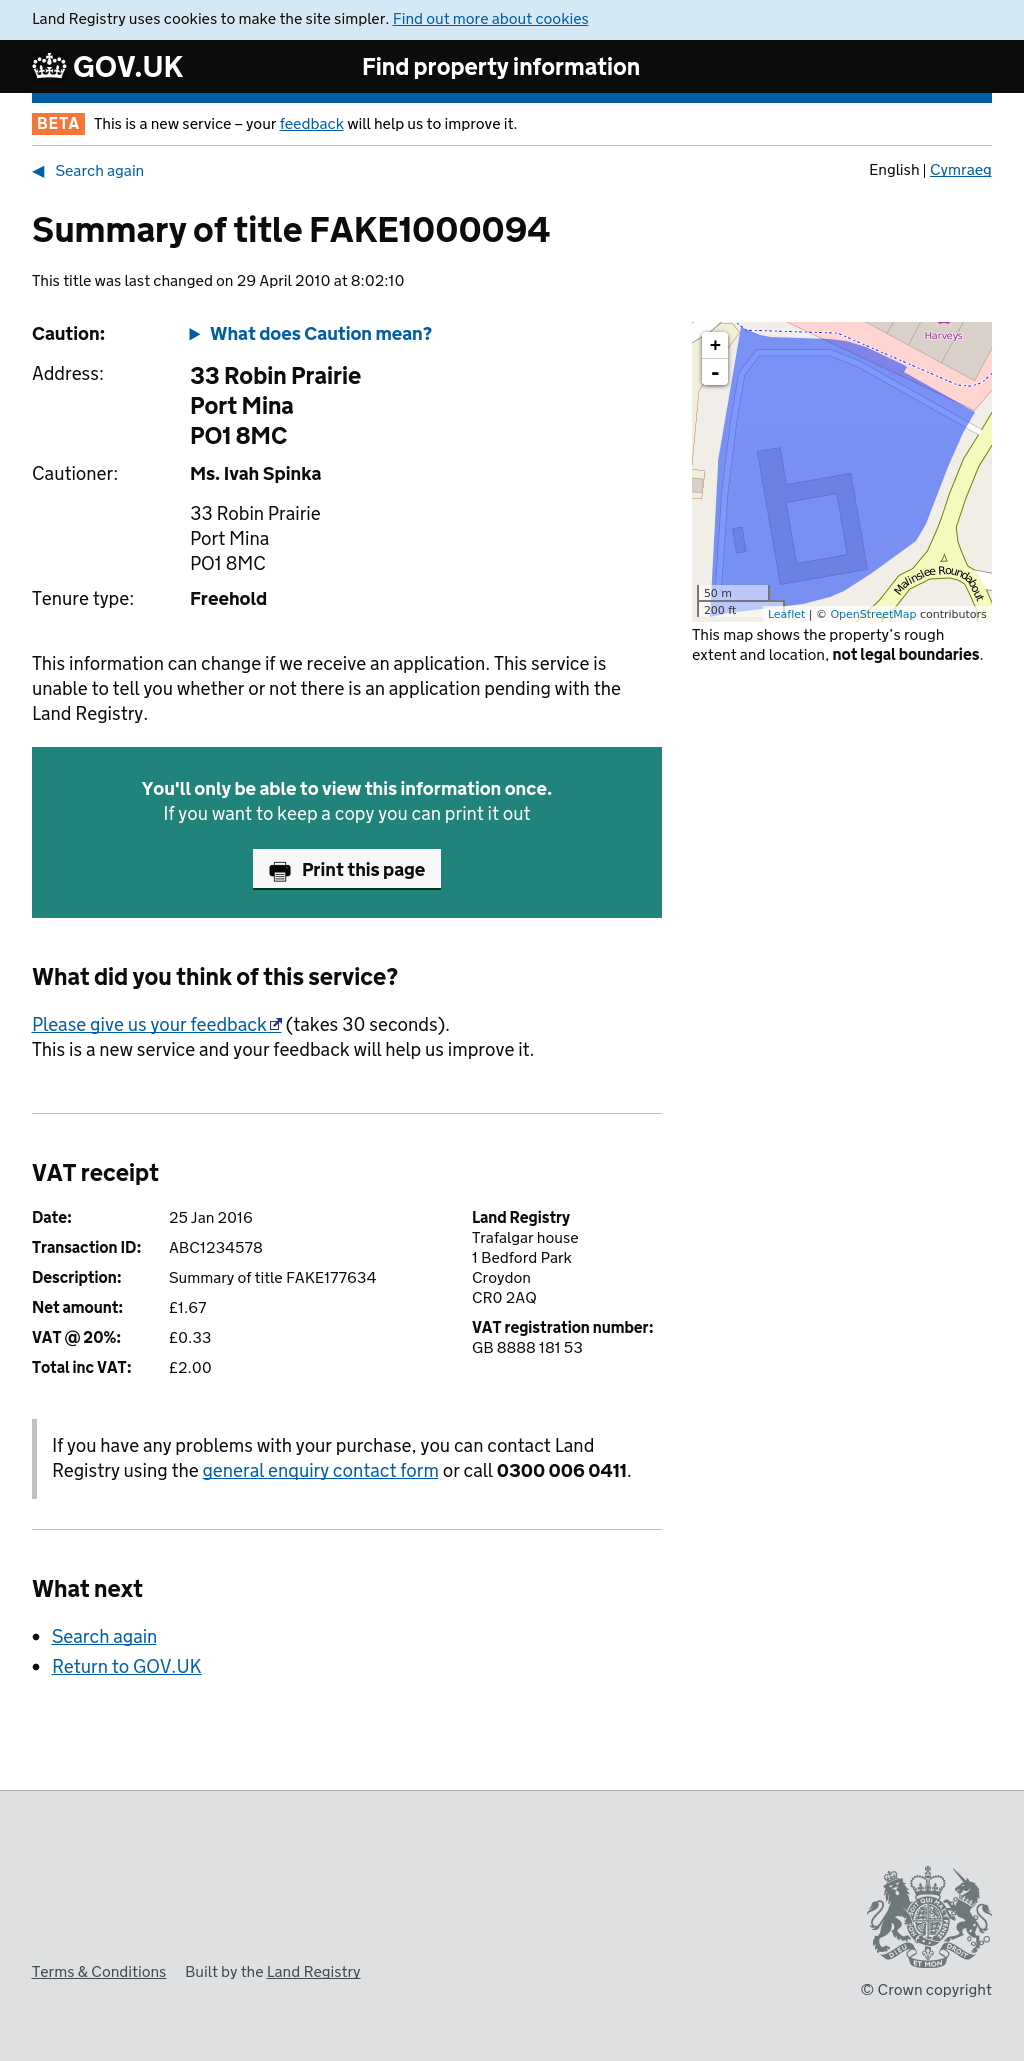 Land Registry uses cookies to make the site simpler. Find out more about cookies
GOV.UK
Find property information
BETA This is a new service – your feedback will help us to improve it.
Search again
English | Cymraeg
Summary of title FAKE1000094
This title was last changed on 29 April 2010 at 8:02:10
Caution: What does Caution mean?
Address: 33 Robin Prairie
Port Mina
PO1 8MC
Cautioner: Ms. Ivah Spinka
33 Robin Prairie
Port Mina
PO1 8MC
Tenure type: Freehold
+
-
Harveys
Malinslee Roundabout
50 m
200 ft
Leaflet | © OpenStreetMap contributors
This map shows the property's rough
extent and location, not legal boundaries.
This information can change if we receive an application. This service is
unable to tell you whether or not there is an application pending with the
Land Registry.
You'll only be able to view this information once.
If you want to keep a copy you can print it out
Print this page
What did you think of this service?
Please give us your feedback (takes 30 seconds).
This is a new service and your feedback will help us improve it.
VAT receipt
Date: 25 Jan 2016
Transaction ID: ABC1234578
Description: Summary of title FAKE177634
Net amount: £1.67
VAT @ 20%: £0.33
Total inc VAT: £2.00
Land Registry
Trafalgar house
1 Bedford Park
Croydon
CR0 2AQ
VAT registration number:
GB 8888 181 53
If you have any problems with your purchase, you can contact Land
Registry using the general enquiry contact form or call 0300 006 0411.
What next
Search again
Return to GOV.UK
DIEU ET MON DROIT
Terms & Conditions Built by the Land Registry
© Crown copyright